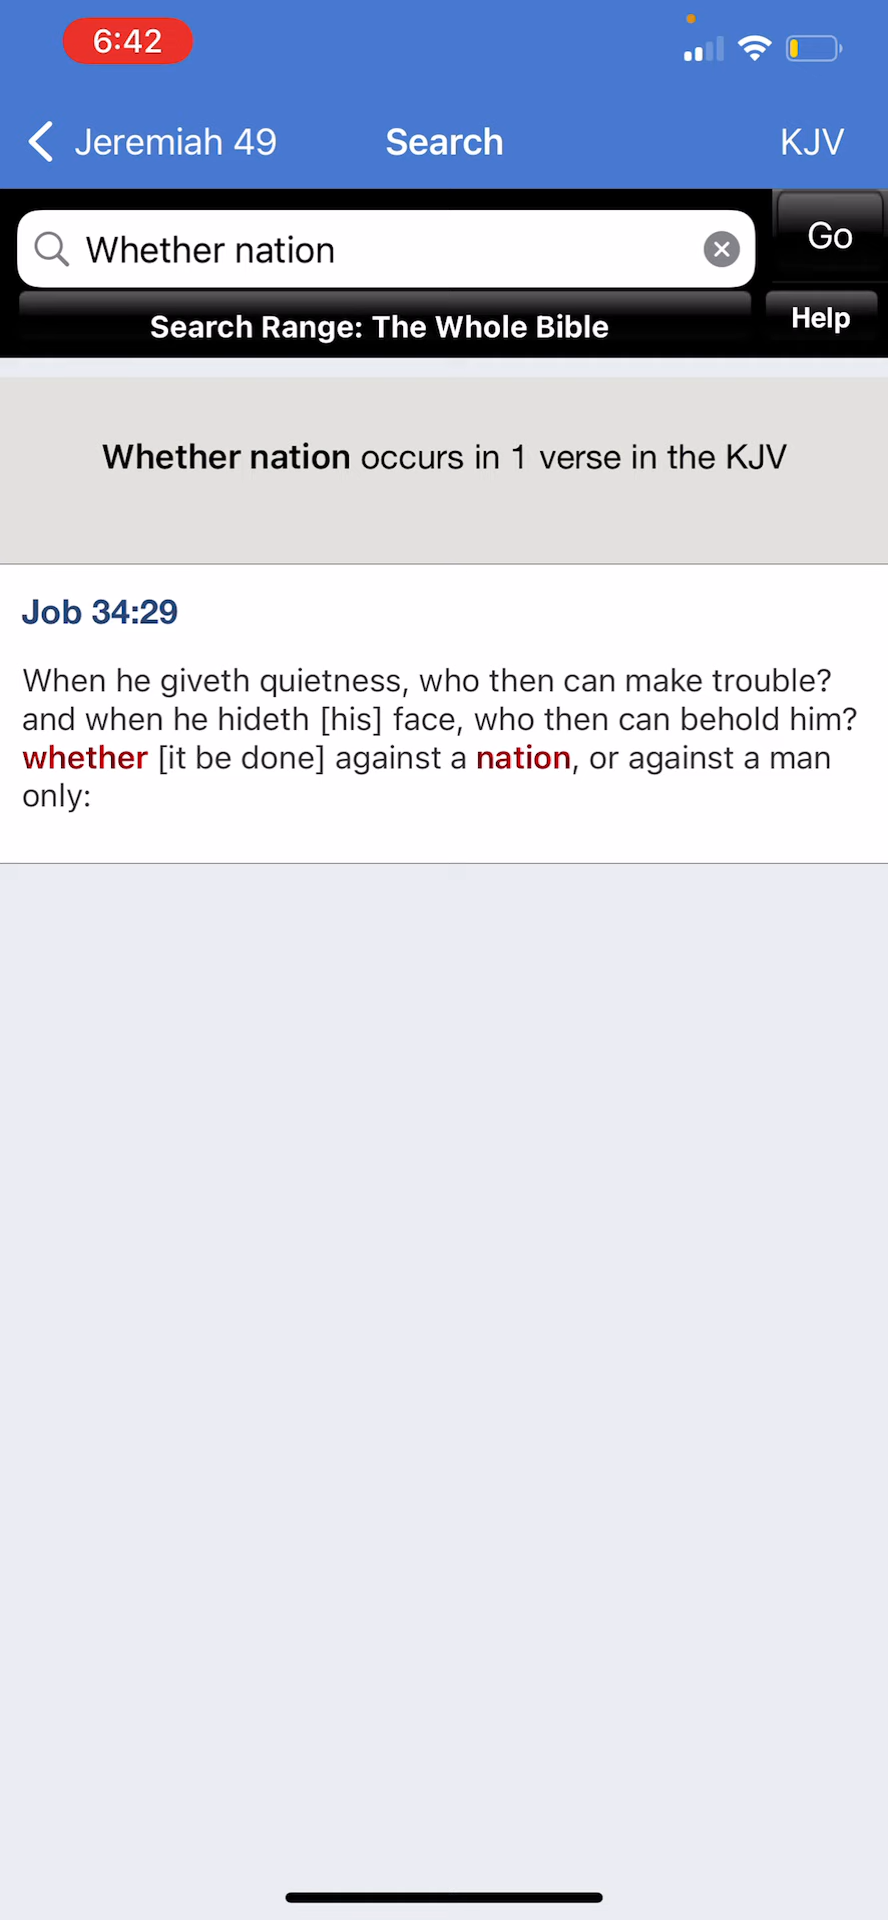 6:42
Jeremiah 49 Search KJV
Whether nation Go
Search Range: The Whole Bible Help
Whether nation occurs in 1 verse in the KJV
Job 34:29
When he giveth quietness, who then can make trouble?
and when he hideth [his] face, who then can behold him?
whether [it be done] against a nation, or against a man
only: